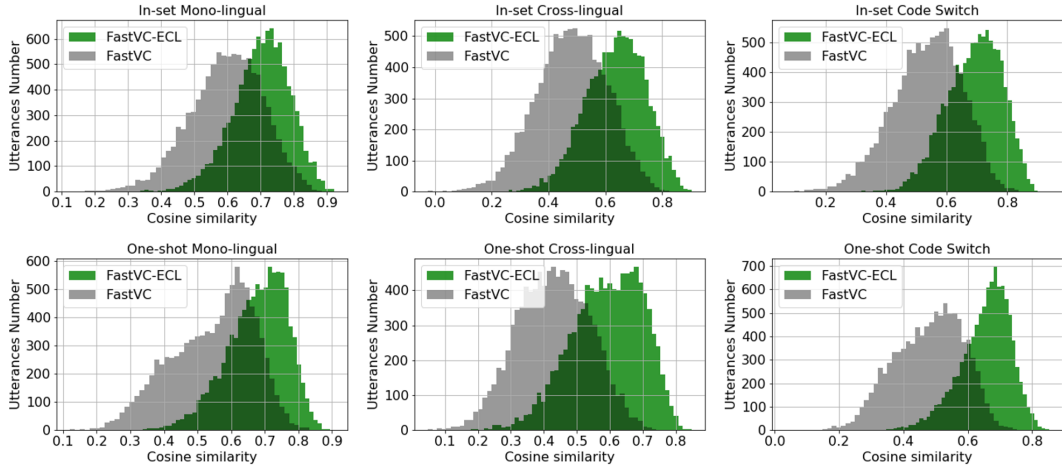 In-set Mono-lingual
600
500
400
300
200
100
0
Utterances Number
FastVC-ECL
FastVC
0.1 0.2 0.3 0.4 0.5 0.6 0.7 0.8 0.9
Cosine similarity
In-set Cross-lingual
500
400
300
200
100
0
Utterances Number
FastVC-ECL
FastVC
0.0 0.2 0.4 0.6 0.8
Cosine similarity
In-set Code Switch
500
400
300
200
100
0
Utterances Number
FastVC-ECL
FastVC
0.2 0.4 0.6 0.8
Cosine similarity
One-shot Mono-lingual
600
500
400
300
200
100
0
Utterances Number
FastVC-ECL
FastVC
0.1 0.2 0.3 0.4 0.5 0.6 0.7 0.8 0.9
Cosine similarity
One-shot Cross-lingual
400
300
200
100
0
Utterances Number
FastVC-ECL
FastVC
0.1 0.2 0.3 0.4 0.5 0.6 0.7 0.8
Cosine similarity
One-shot Code Switch
700
600
500
400
300
200
100
0
Utterances Number
FastVC-ECL
FastVC
0.0 0.2 0.4 0.6 0.8
Cosine similarity